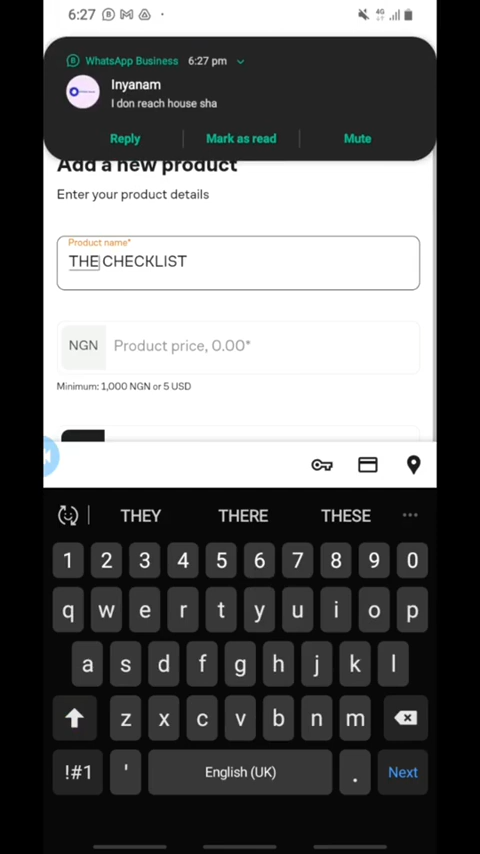 6:27
4G
WhatsApp Business 6:27 pm
Inyanam
I don reach house sha
Reply Mark as read Mute
Add a new product
Enter your product details
Product name*
THE CHECKLIST
NGN Product price, 0.00*
Minimum: 1,000 NGN or 5 USD
THEY THERE THESE
1 2 3 4 5 6 7 8 9 0
q w e r t y u i o p
a s d f g h j k l
z x c v b n m
!#1 ' English (UK) . Next